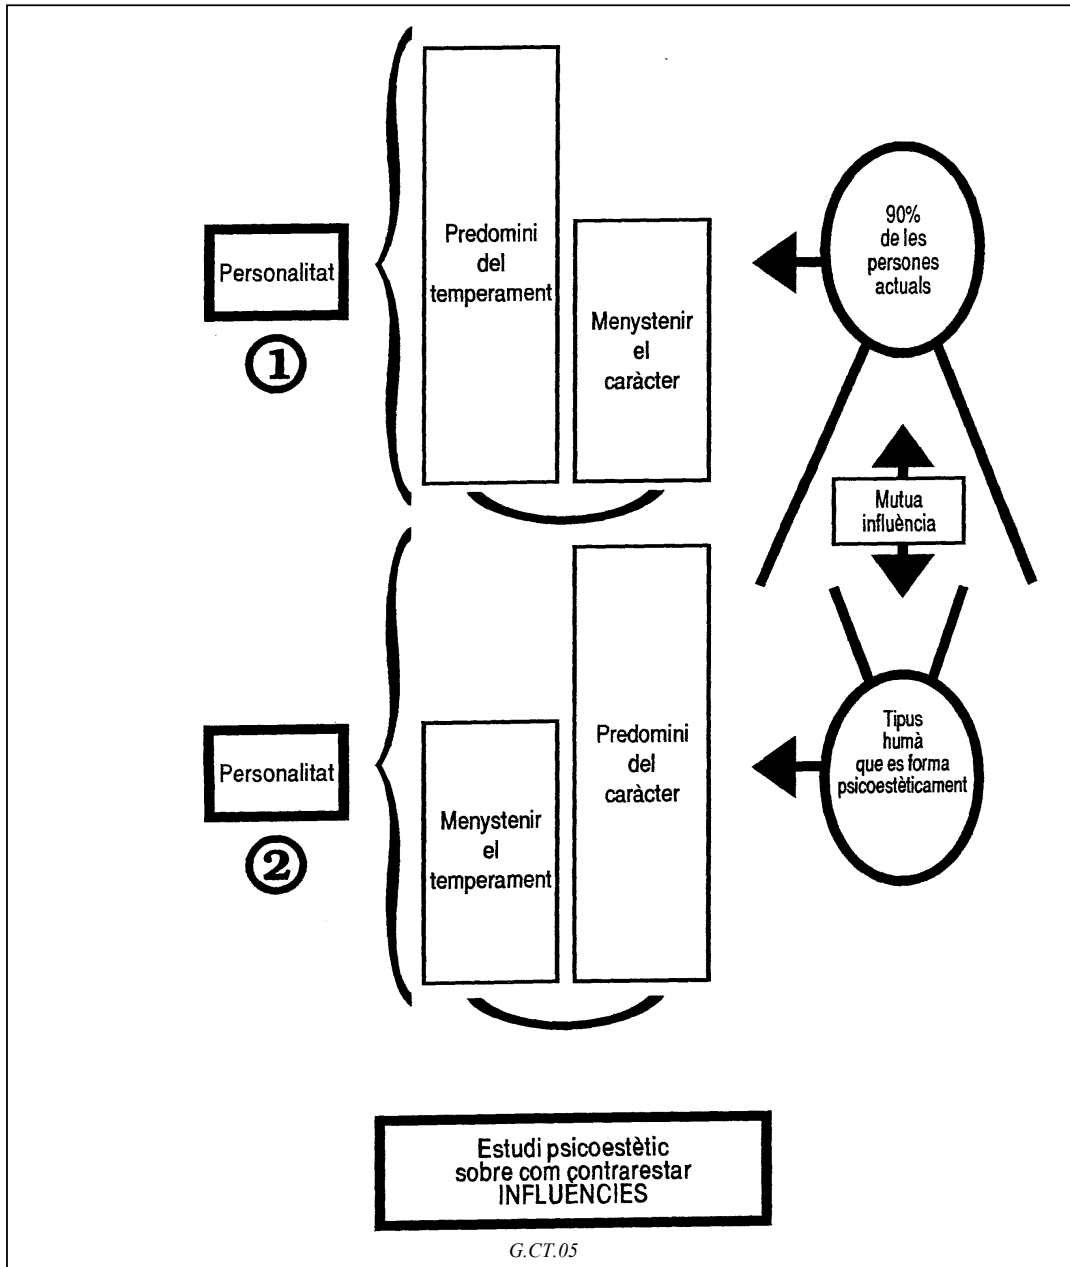 Personalitat
1
Predomini
del
temperament
Menystenir
el
caràcter
90%
de les
persones
actuals
Mutua
influència
Personalitat
2
Menystenir
el
temperament
Predomini
del
caràcter
Tipus
humà
que es forma
psicoestèticament
Estudi psicoestètic
sobre com contrarestar
INFLUÈNCIES
G.CT.05